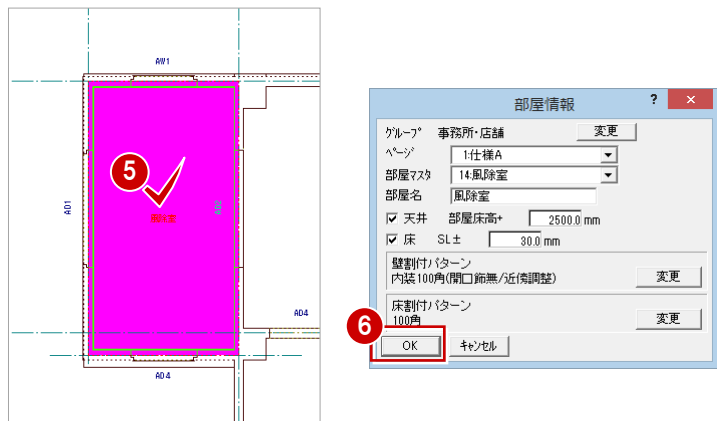 AW1
5
AD1
風除室
AD2
AD4
AD4
部屋情報
? ×
グループ 事務所・店舗 変更
ページ 1:仕様A
部屋マスタ 14:風除室
部屋名 風除室
天井 部屋床高+ 2500.0 mm
床 SL± 30.0 mm
壁割付パターン
内装100角(開口飾無/近傍調整) 変更
床割付パターン
100角 変更
6
OK キャンセル